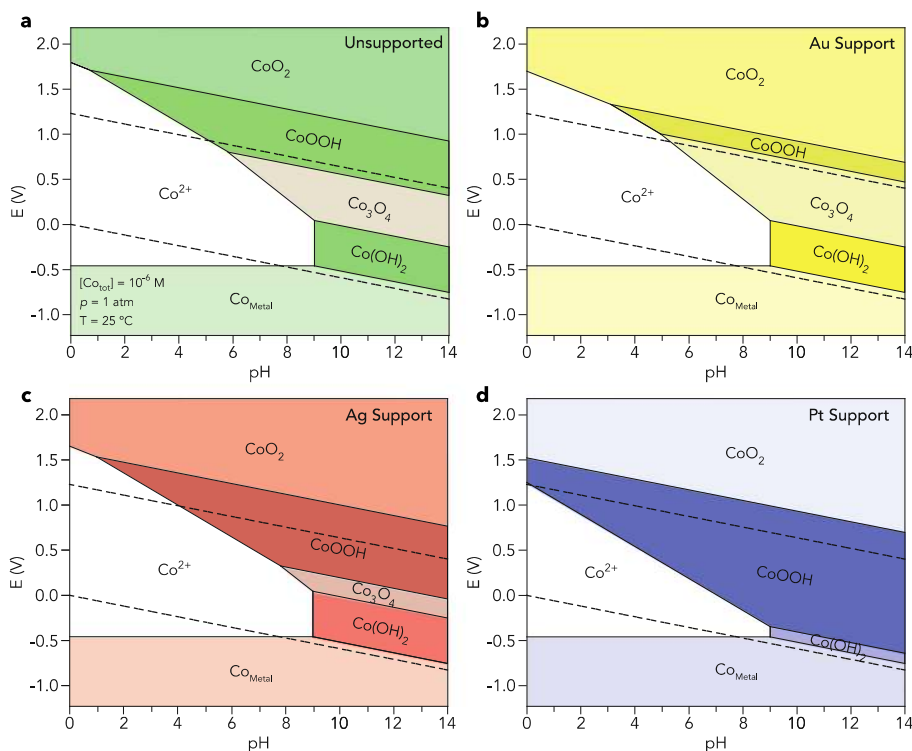 a
Unsupported
2.0
1.5
1.0
0.5
0.0
-0.5
-1.0
E (V)
CoO₂
CoOOH
Co²⁺
Co₃O₄
Co(OH)₂
[Co_tot] = 10⁻⁶ M
p = 1 atm
T = 25 ºC
Co_Metal
0 2 4 6 8 10 12 14
pH
b
Au Support
2.0
1.5
1.0
0.5
0.0
-0.5
-1.0
E (V)
CoO₂
CoOOH
Co²⁺
Co₃O₄
Co(OH)₂
Co_Metal
0 2 4 6 8 10 12 14
pH
c
Ag Support
2.0
1.5
1.0
0.5
0.0
-0.5
-1.0
E (V)
CoO₂
CoOOH
Co²⁺
Co₃O₄
Co(OH)₂
Co_Metal
0 2 4 6 8 10 12 14
pH
d
Pt Support
2.0
1.5
1.0
0.5
0.0
-0.5
-1.0
E (V)
CoO₂
CoOOH
Co²⁺
Co(OH)₂
Co_Metal
0 2 4 6 8 10 12 14
pH